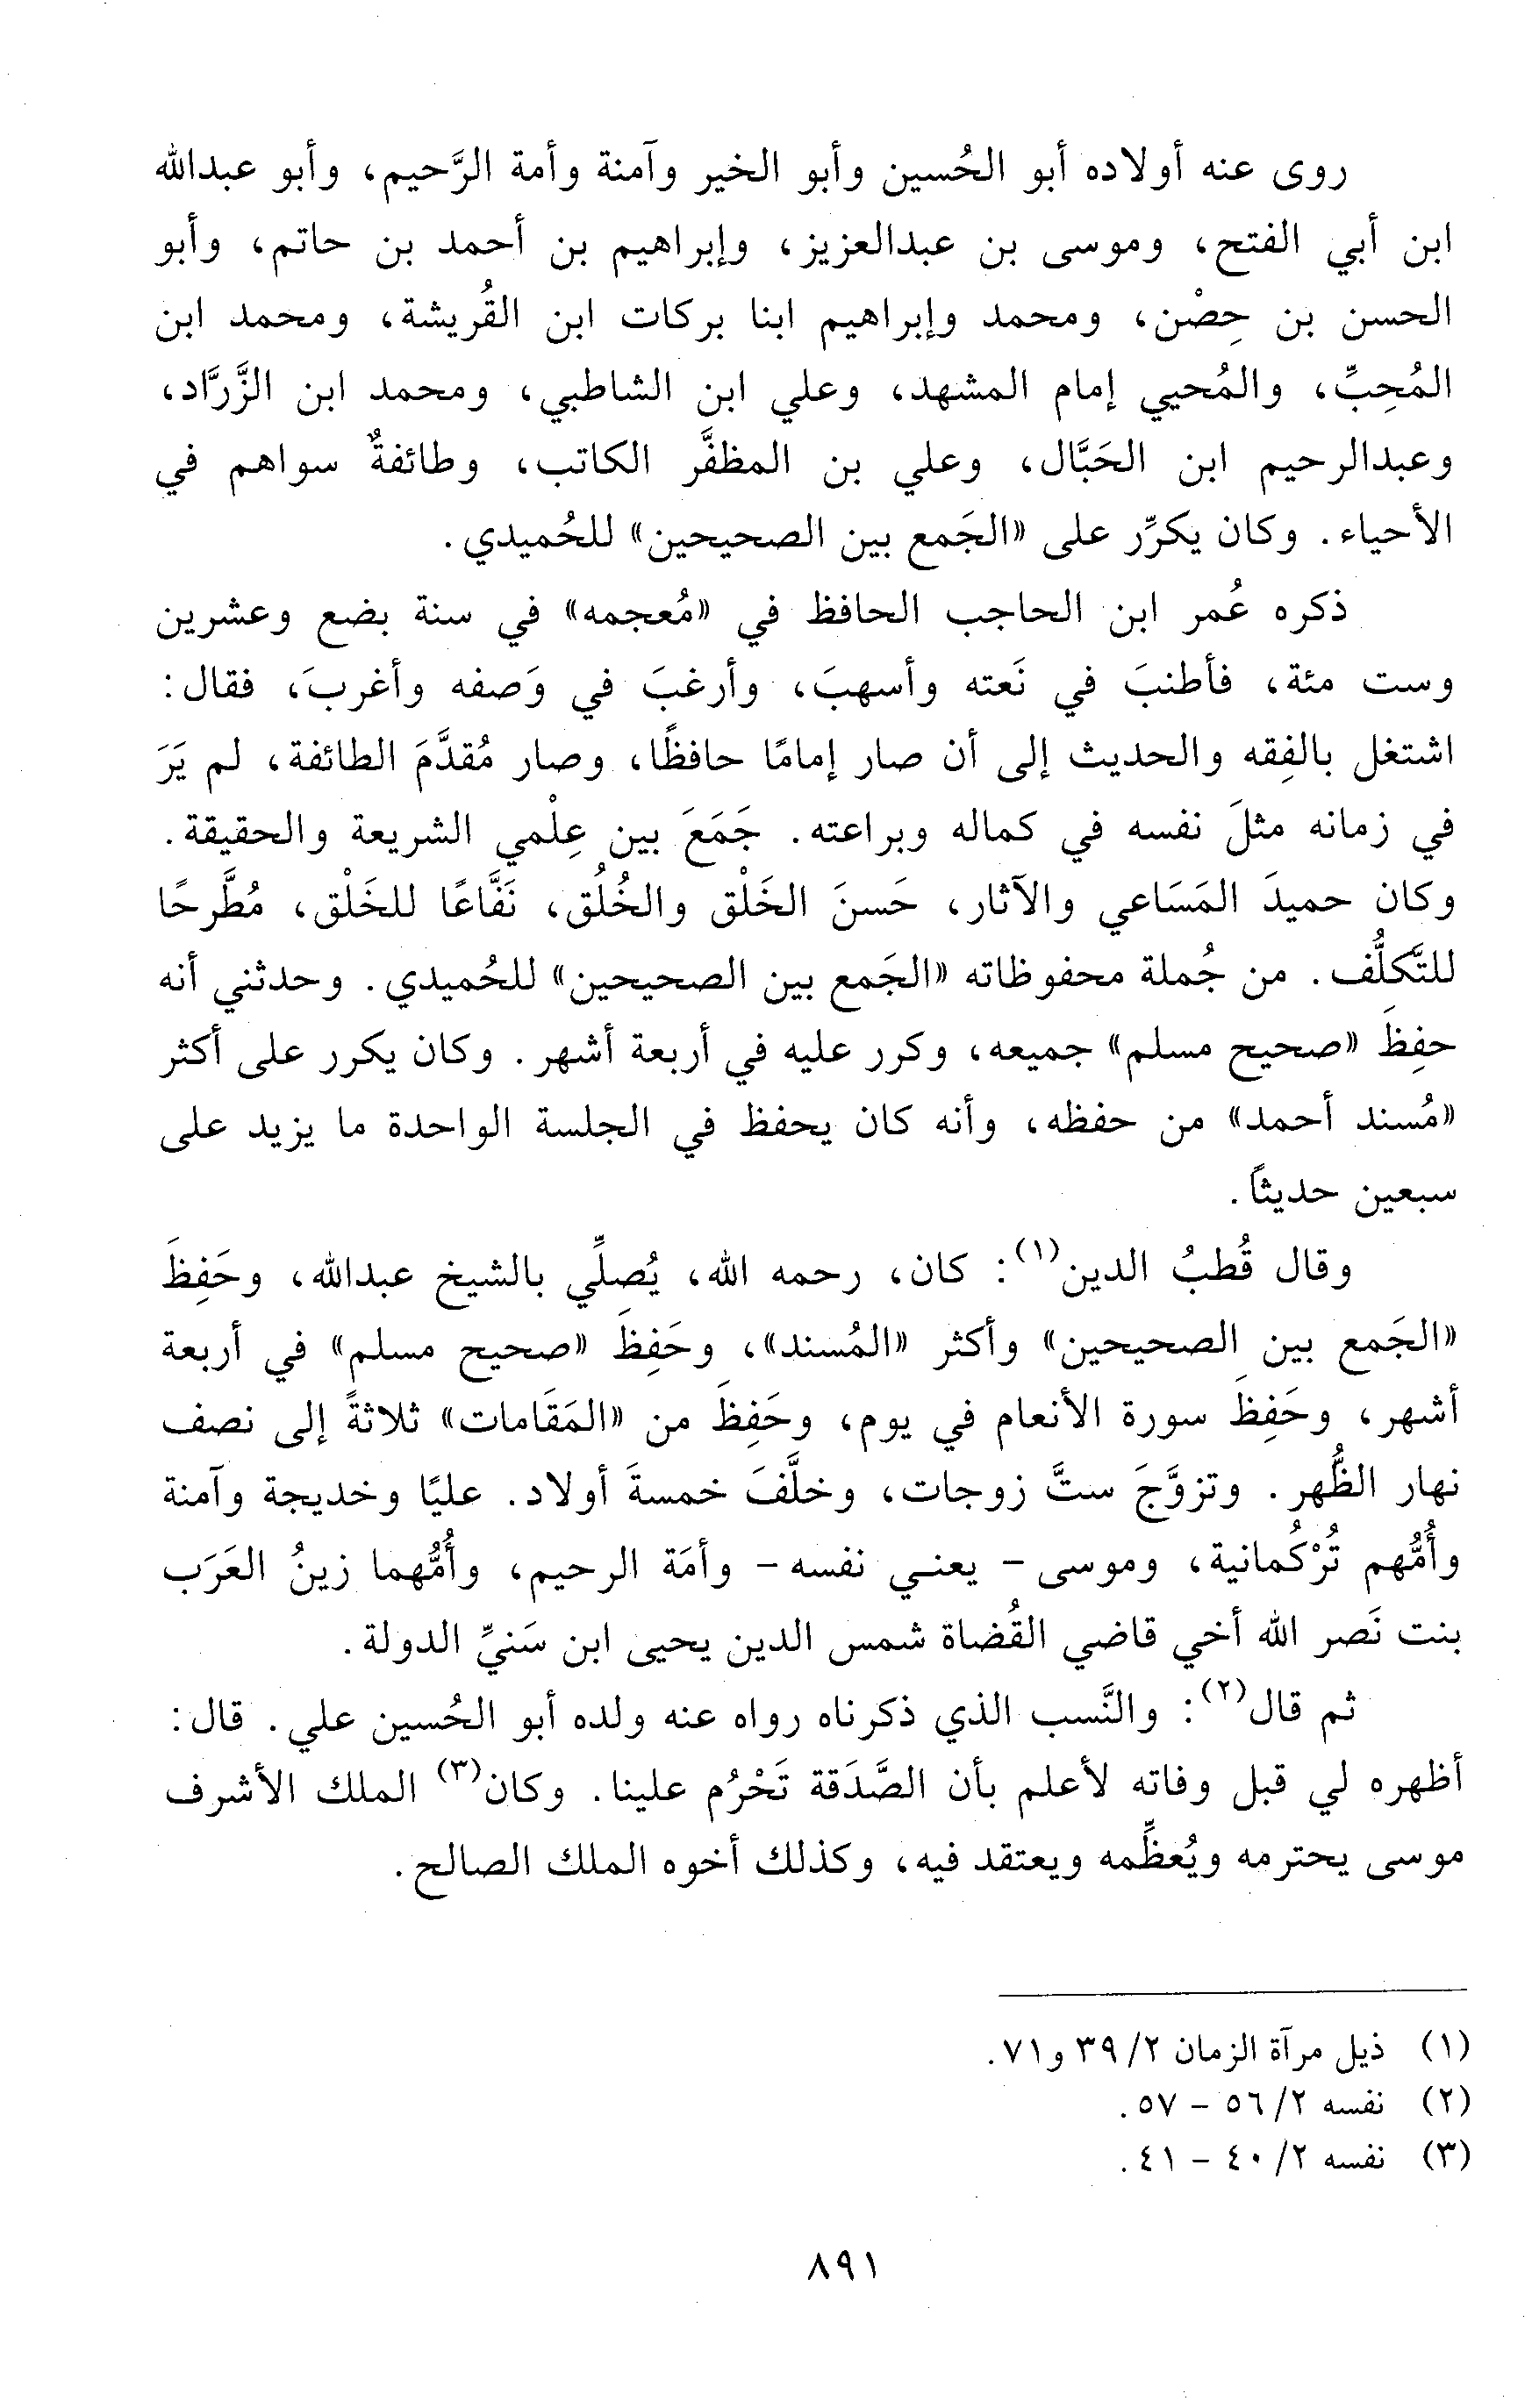 روى عنه أولاده أبو الحُسين وأبو الخير وآمنة وأمة الرَّحيم، وأبو عبدالله
ابن أبي الفتح، وموسى بن عبدالعزيز، وإبراهيم بن أحمد بن حاتم، وأبو
الحسن بن حِصْن، ومحمد وإبراهيم ابنا بركات ابن القُريشة، ومحمد ابن
المُحِبِّ، والمُحيي إمام المشهد، وعلي ابن الشاطبي، ومحمد ابن الزَّرَّاد،
وعبدالرحيم ابن الحَبَّال، وعلي بن المظفَّر الكاتب، وطائفةٌ سواهم في
الأحياء. وكان يكرِّر على «الجَمع بين الصحيحين» للحُميدي.
ذكره عُمر ابن الحاجب الحافظ في «مُعجمه» في سنة بضع وعشرين
وست مئة، فأطنبَ في نَعته وأسهبَ، وأرغبَ في وَصفه وأغربَ، فقال:
اشتغل بالفِقه والحديث إلى أن صار إمامًا حافظًا، وصار مُقدَّمَ الطائفة، لم يَرَ
في زمانه مثلَ نفسه في كماله وبراعته. جَمَعَ بين عِلْمي الشريعة والحقيقة.
وكان حميدَ المَسَاعي والآثار، حَسنَ الخَلْق والخُلُق، نَفَّاعًا للخَلْق، مُطَّرحًا
للتَّكلُّف. من جُملة محفوظاته «الجَمع بين الصحيحين» للحُميدي. وحدثني أنه
حفِظَ «صحيح مسلم» جميعه، وكرر عليه في أربعة أشهر. وكان يكرر على أكثر
«مُسند أحمد» من حفظه، وأنه كان يحفظ في الجلسة الواحدة ما يزيد على
سبعين حديثًا.
وقال قُطبُ الدين(١): كان، رحمه الله، يُصلِّي بالشيخ عبدالله، وحَفِظَ
«الجَمع بين الصحيحين» وأكثر «المُسند»، وحَفِظَ «صحيح مسلم» في أربعة
أشهر، وحَفِظَ سورة الأنعام في يوم، وحَفِظَ من «المَقَامات» ثلاثةً إلى نصف
نهار الظُّهر. وتزوَّجَ ستَّ زوجات، وخلَّفَ خمسةَ أولاد. عليًا وخديجة وآمنة
وأُمُّهم تُرْكُمانية، وموسى - يعني نفسه - وأمَة الرحيم، وأُمُّهما زينُ العَرَب
بنت نَصر الله أخي قاضي القُضاة شمس الدين يحيى ابن سَنيِّ الدولة.
ثم قال(٢): والنَّسب الذي ذكرناه رواه عنه ولده أبو الحُسين علي. قال:
أظهره لي قبل وفاته لأعلم بأن الصَّدَقة تَحْرُم علينا. وكان(٣) الملك الأشرف
موسى يحترمه ويُعظِّمه ويعتقد فيه، وكذلك أخوه الملك الصالح.
(١) ذيل مرآة الزمان ٢/ ٣٩ و٧١.
(٢) نفسه ٢/ ٥٦ - ٥٧.
(٣) نفسه ٢/ ٤٠ - ٤١.
٨٩١